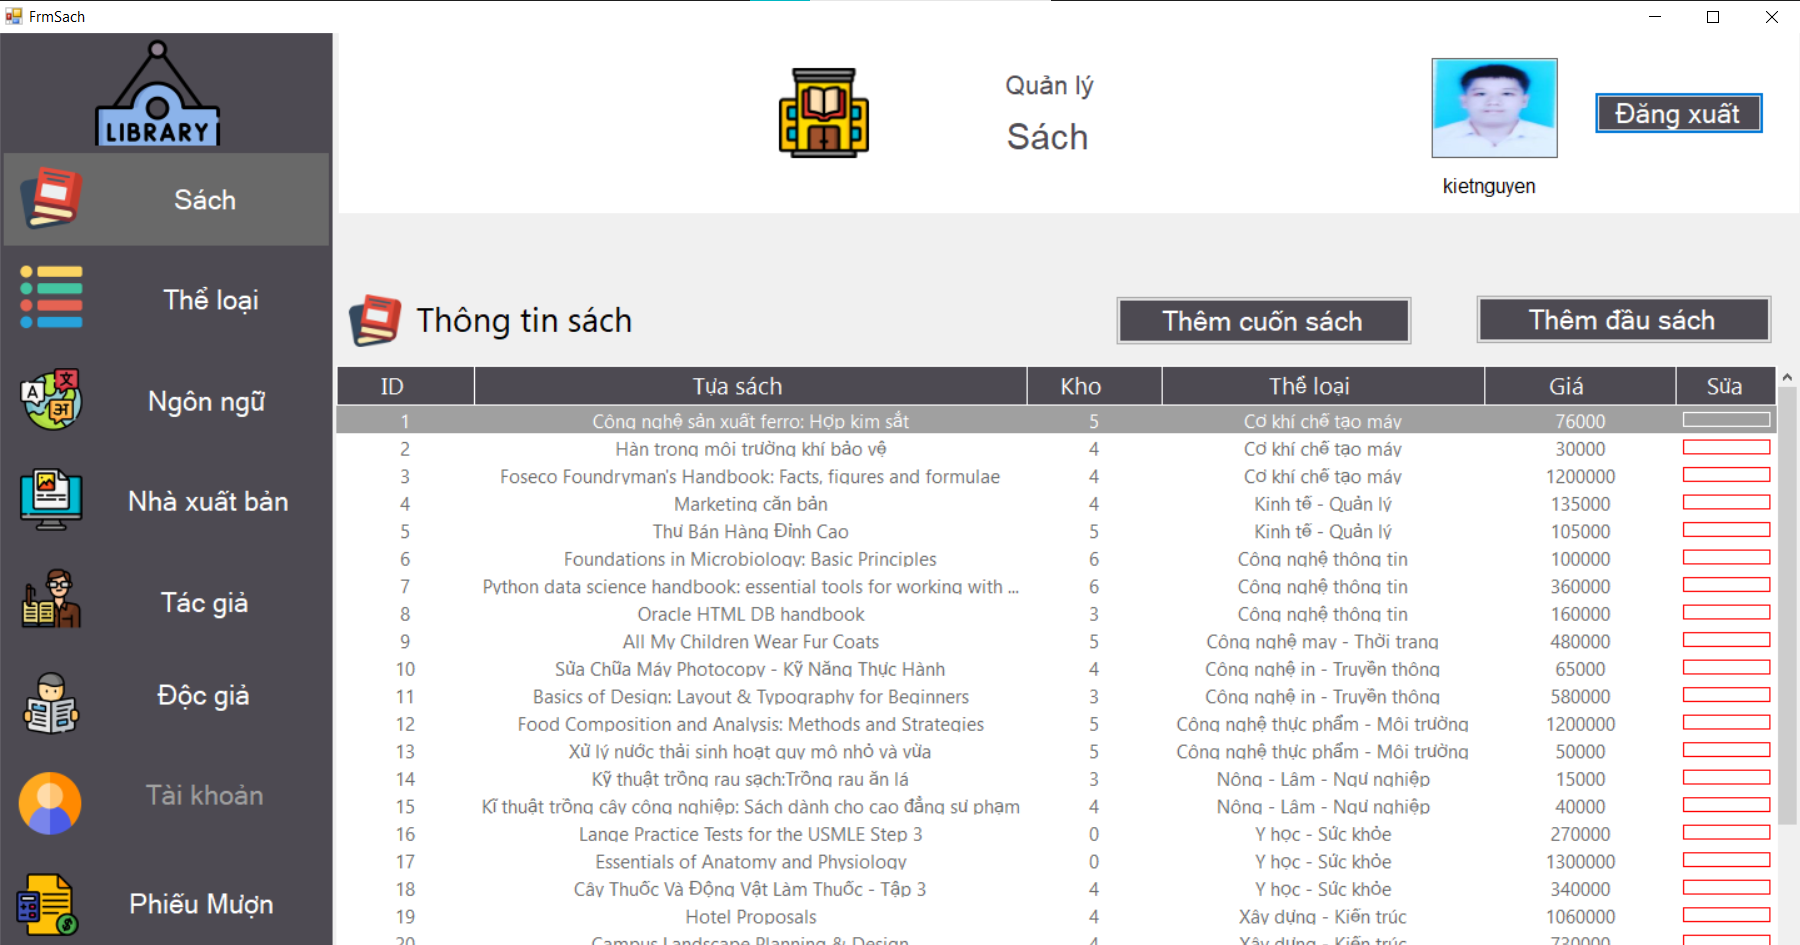 FrmSach
LIBRARY
Sách
Thể loại
Ngôn ngữ
Nhà xuất bản
Tác giả
Độc giả
Tài khoản
Phiếu Mượn
Quản lý
Sách
kietnguyen
Đăng xuất
Thông tin sách
Thêm cuốn sách
Thêm đầu sách
ID Tựa sách Kho Thể loại Giá Sửa
1 Công nghệ sản xuất ferro: Hợp kim sắt 5 Cơ khí chế tạo máy 76000
2 Hàn trong môi trường khí bảo vệ 4 Cơ khí chế tạo máy 30000
3 Foseco Foundryman's Handbook: Facts, figures and formulae 4 Cơ khí chế tạo máy 1200000
4 Marketing căn bản 4 Kinh tế - Quản lý 135000
5 Thư Bán Hàng Đỉnh Cao 5 Kinh tế - Quản lý 105000
6 Foundations in Microbiology: Basic Principles 6 Công nghệ thông tin 100000
7 Python data science handbook: essential tools for working with ... 6 Công nghệ thông tin 360000
8 Oracle HTML DB handbook 3 Công nghệ thông tin 160000
9 All My Children Wear Fur Coats 5 Công nghệ may - Thời trang 480000
10 Sửa Chữa Máy Photocopy - Kỹ Năng Thực Hành 4 Công nghệ in - Truyền thông 65000
11 Basics of Design: Layout & Typography for Beginners 3 Công nghệ in - Truyền thông 580000
12 Food Composition and Analysis: Methods and Strategies 5 Công nghệ thực phẩm - Môi trường 1200000
13 Xử lý nước thải sinh hoạt quy mô nhỏ và vừa 5 Công nghệ thực phẩm - Môi trường 50000
14 Kỹ thuật trồng rau sạch:Trồng rau ăn lá 3 Nông - Lâm - Ngư nghiệp 15000
15 Kĩ thuật trồng cây công nghiệp: Sách dành cho cao đẳng sư phạm 4 Nông - Lâm - Ngư nghiệp 40000
16 Lange Practice Tests for the USMLE Step 3 0 Y học - Sức khỏe 270000
17 Essentials of Anatomy and Physiology 0 Y học - Sức khỏe 1300000
18 Cây Thuốc Và Động Vật Làm Thuốc - Tập 3 4 Y học - Sức khỏe 340000
19 Hotel Proposals 4 Xây dựng - Kiến trúc 1060000
20 Campus Landscape Planning & Design 4 Xây dựng - Kiến trúc 730000